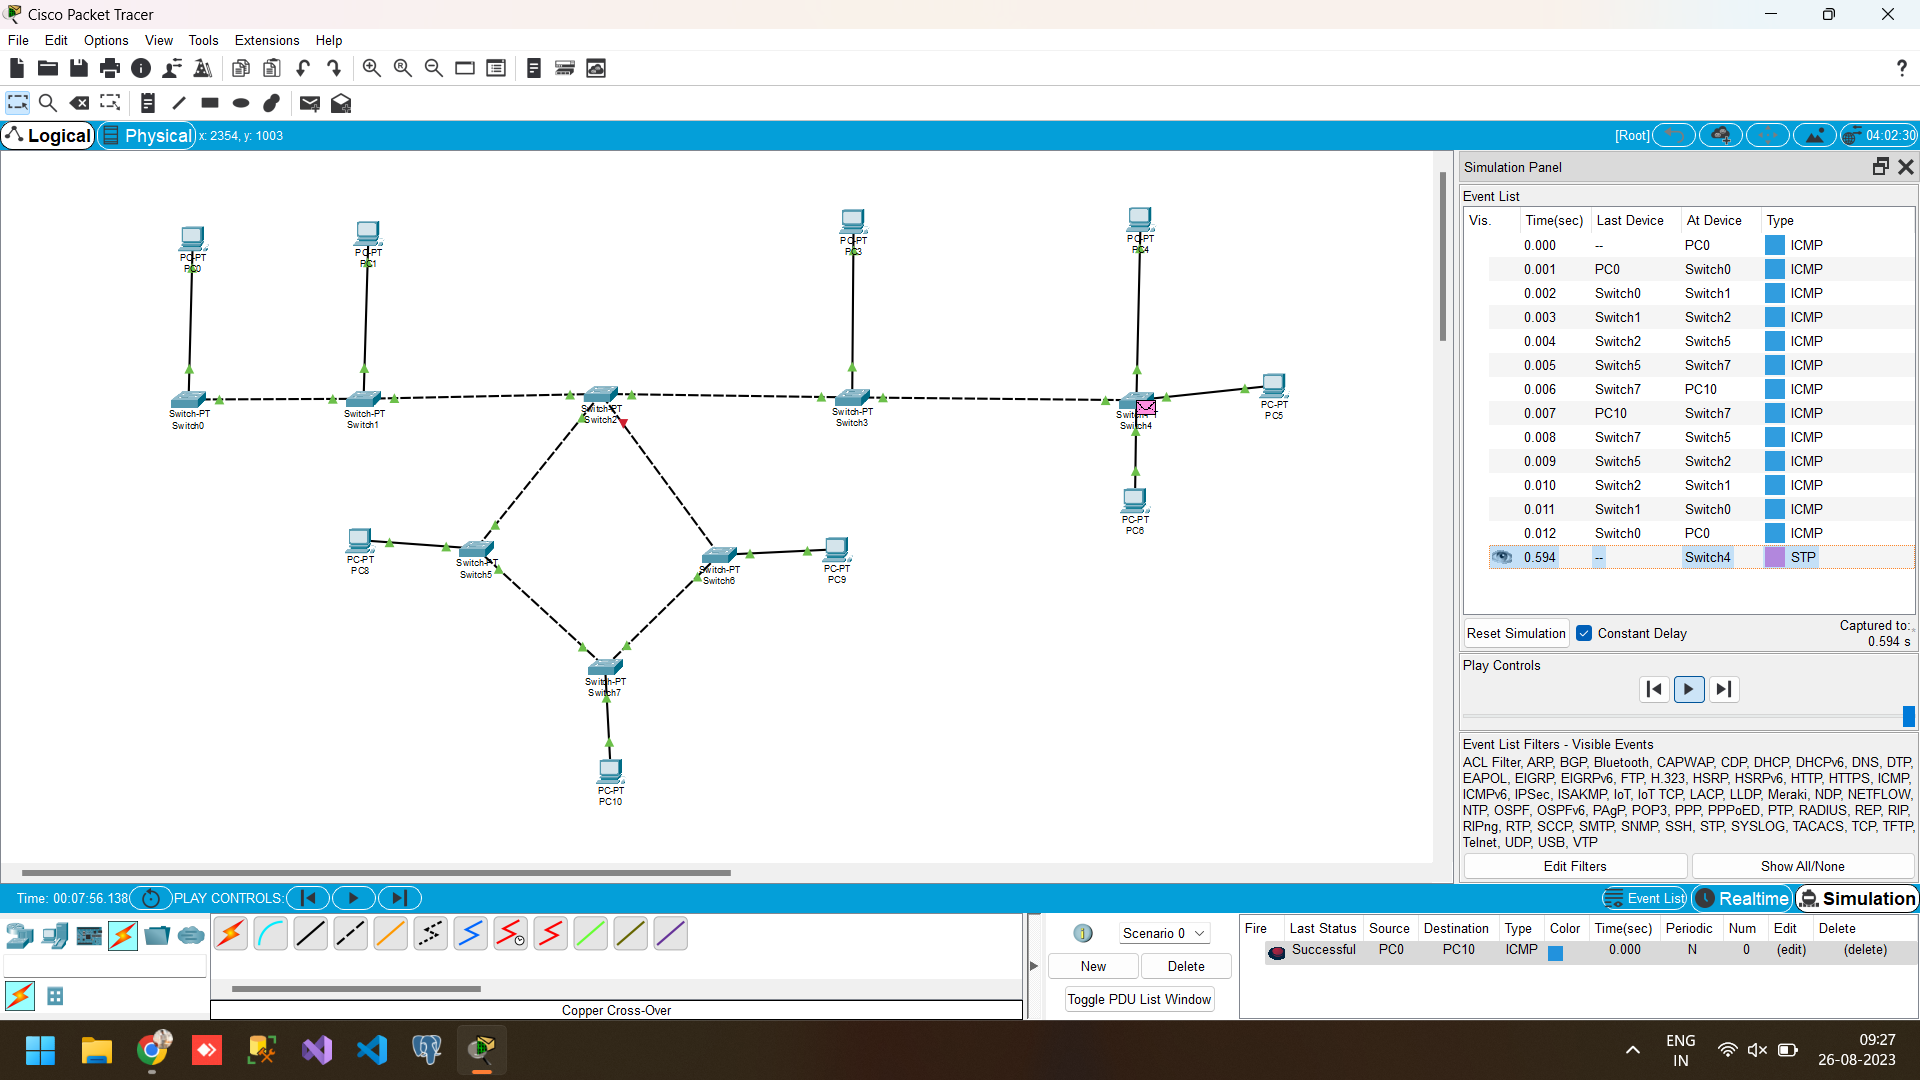 Cisco Packet Tracer
File Edit Options View Tools Extensions Help
Logical Physical x: 2354, y: 1003 [Root] 04:02:30
Simulation Panel
Event List
Vis. Time(sec) Last Device At Device Type
0.000 -- PC0 ICMP
0.001 PC0 Switch0 ICMP
0.002 Switch0 Switch1 ICMP
0.003 Switch1 Switch2 ICMP
0.004 Switch2 Switch5 ICMP
0.005 Switch5 Switch7 ICMP
0.006 Switch7 PC10 ICMP
0.007 PC10 Switch7 ICMP
0.008 Switch7 Switch5 ICMP
0.009 Switch5 Switch2 ICMP
0.010 Switch2 Switch1 ICMP
0.011 Switch1 Switch0 ICMP
0.012 Switch0 PC0 ICMP
0.594 -- Switch4 STP
Reset Simulation Constant Delay Captured to:
0.594 s
Play Controls
Event List Filters - Visible Events
ACL Filter, ARP, BGP, Bluetooth, CAPWAP, CDP, DHCP, DHCPv6, DNS, DTP,
EAPOL, EIGRP, EIGRPv6, FTP, H.323, HSRP, HSRPv6, HTTP, HTTPS, ICMP,
ICMPv6, IPSec, ISAKMP, IoT, IoT TCP, LACP, LLDP, Meraki, NDP, NETFLOW,
NTP, OSPF, OSPFv6, PAgP, POP3, PPP, PPPoED, PTP, RADIUS, REP, RIP,
RIPng, RTP, SCCP, SMTP, SNMP, SSH, STP, SYSLOG, TACACS, TCP, TFTP,
Telnet, UDP, USB, VTP
Edit Filters Show All/None
PC-PT
PC0
PC-PT
PC1
PC-PT
PC3
PC-PT
PC4
Switch-PT
Switch0
Switch-PT
Switch1
Switch-PT
Switch2
Switch-PT
Switch3
Switch4
PC-PT
PC5
PC-PT
PC6
PC-PT
PC8
Switch-PT
Switch5
Switch-PT
Switch6
PC-PT
PC9
Switch-PT
Switch7
PC-PT
PC10
Time: 00:07:56.138 PLAY CONTROLS: Event List Realtime Simulation
Copper Cross-Over
Scenario 0
New Delete
Toggle PDU List Window
Fire Last Status Source Destination Type Color Time(sec) Periodic Num Edit Delete
Successful PC0 PC10 ICMP 0.000 N 0 (edit) (delete)
ENG
IN
09:27
26-08-2023